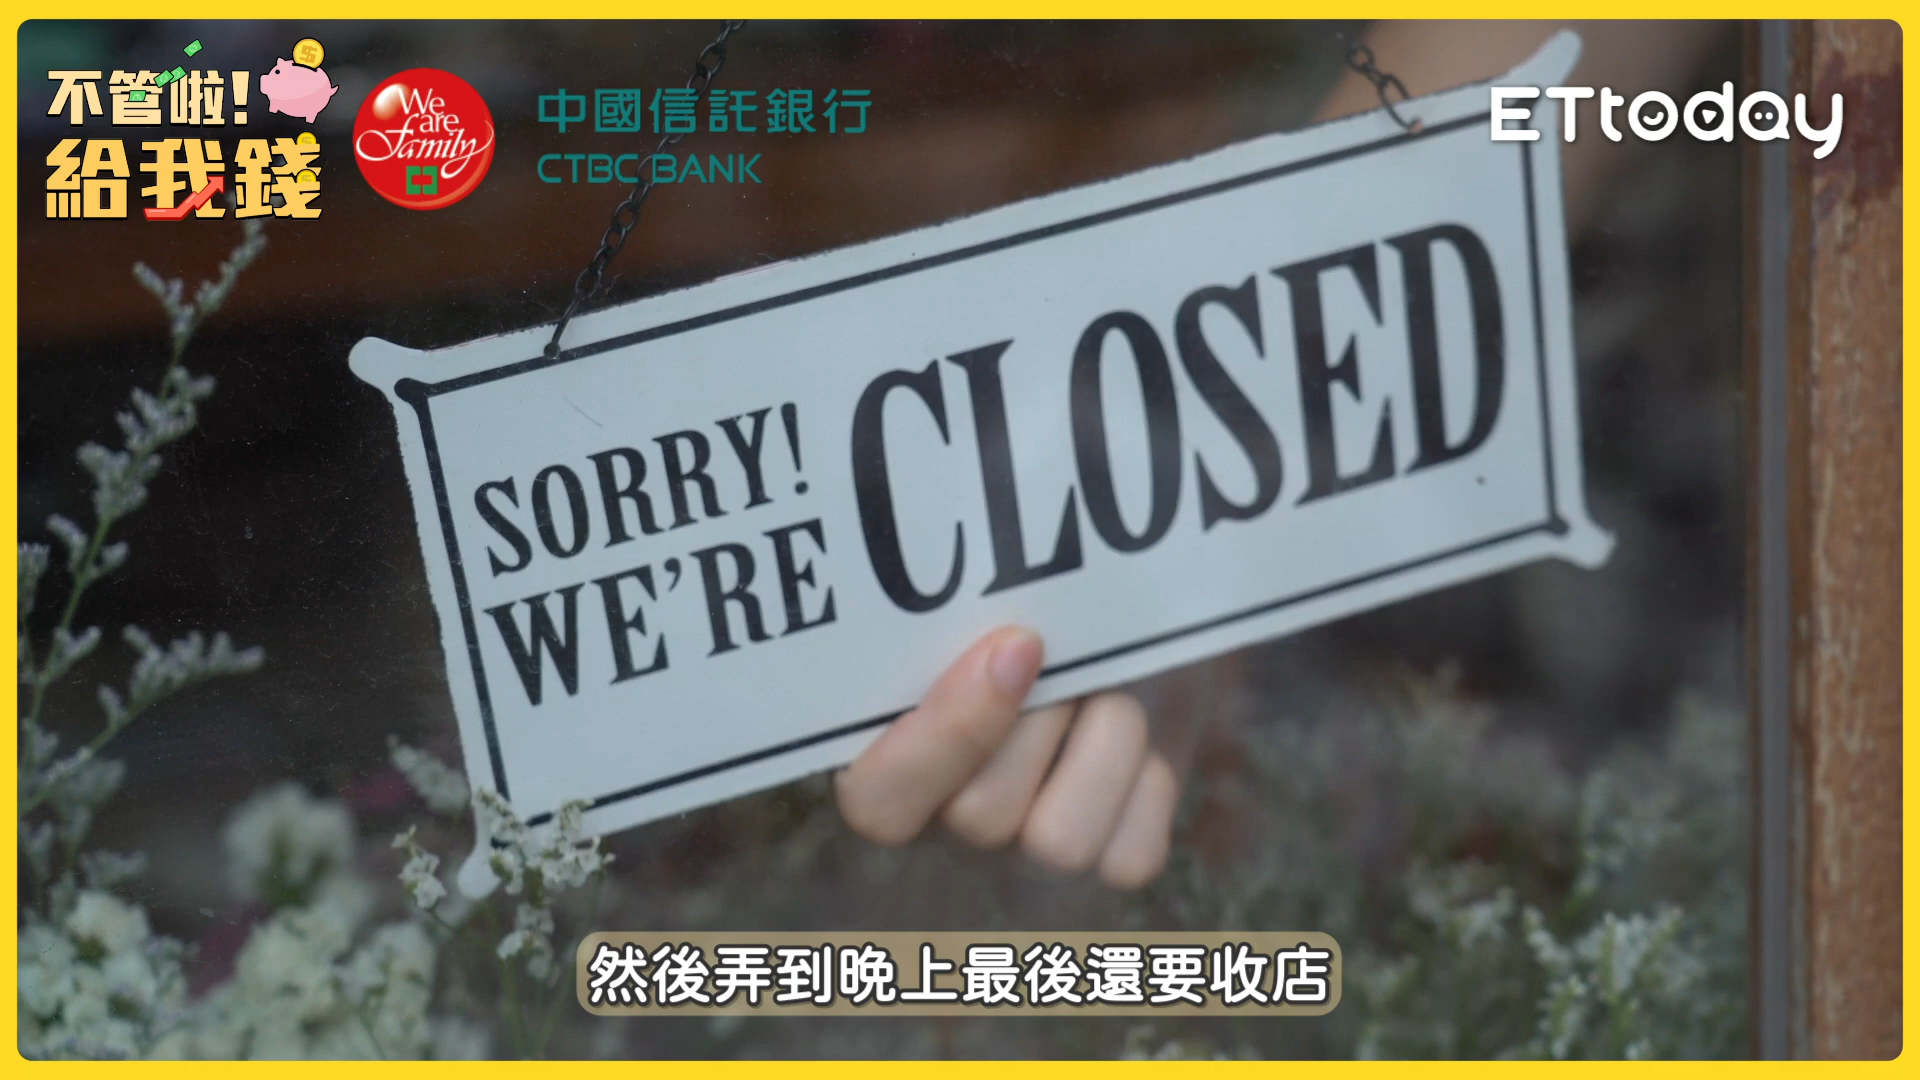 不管啦!
給我錢
We
are
Family
中國信託銀行
CTBC BANK
ETtoday
SORRY!
WE'RE
CLOSED
然後弄到晚上最後還要收店